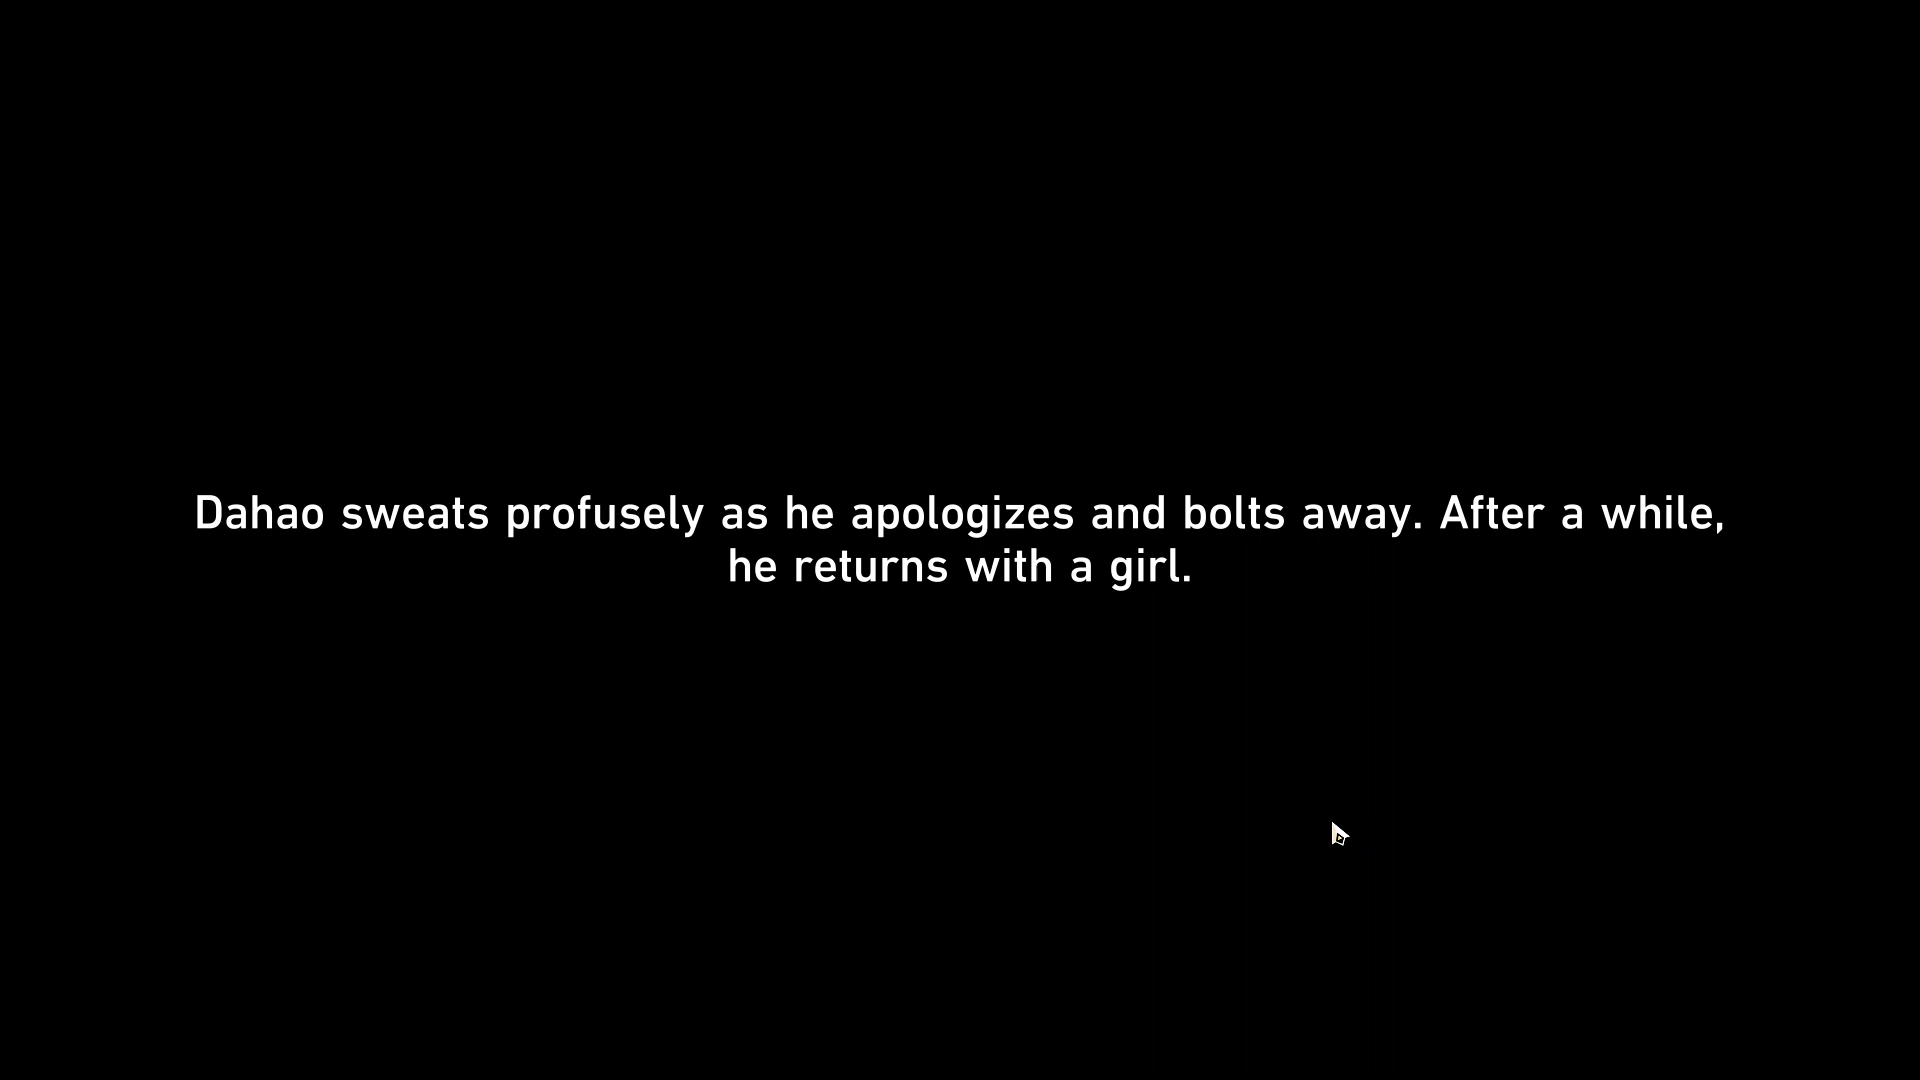 Dahao sweats profusely as he apologizes and bolts away. After a while,
he returns with a girl.